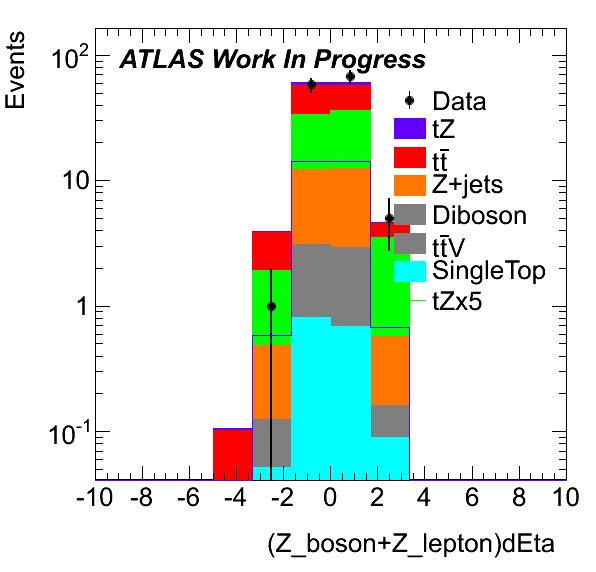 Events
10²
10
1
10⁻¹
ATLAS Work In Progress
Data
tZ
tt̄
Z+jets
Diboson
tt̄V
SingleTop
tZx5
-10 -8 -6 -4 -2 0 2 4 6 8 10
(Z_boson+Z_lepton)dEta